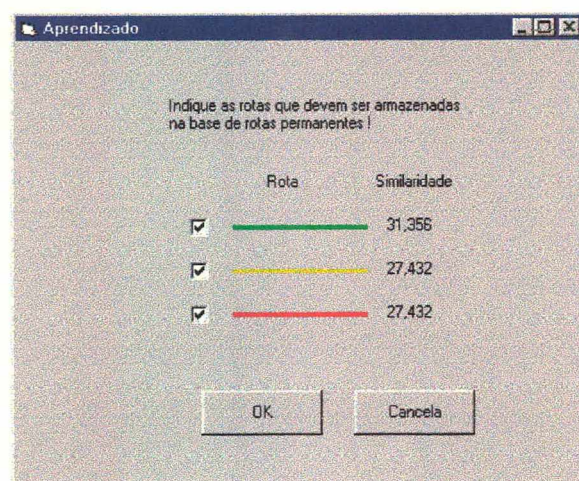 Aprendizado
Indique as rotas que devem ser armazenadas
na base de rotas permanentes !
Rota Similaridade
31,356
27,432
27,432
OK Cancela